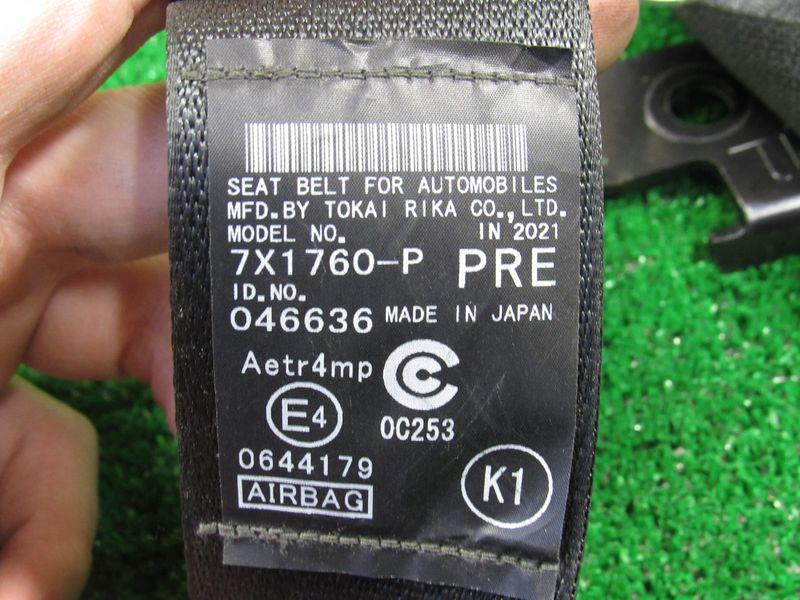 SEAT BELT FOR AUTOMOBILES
MFD.BY TOKAI RIKA CO.,LTD.
MODEL NO. IN 2021
7X1760-P PRE
ID.NO.
046636 MADE IN JAPAN
Aetr4mp
E4
0C253
0644179
AIRBAG
K1